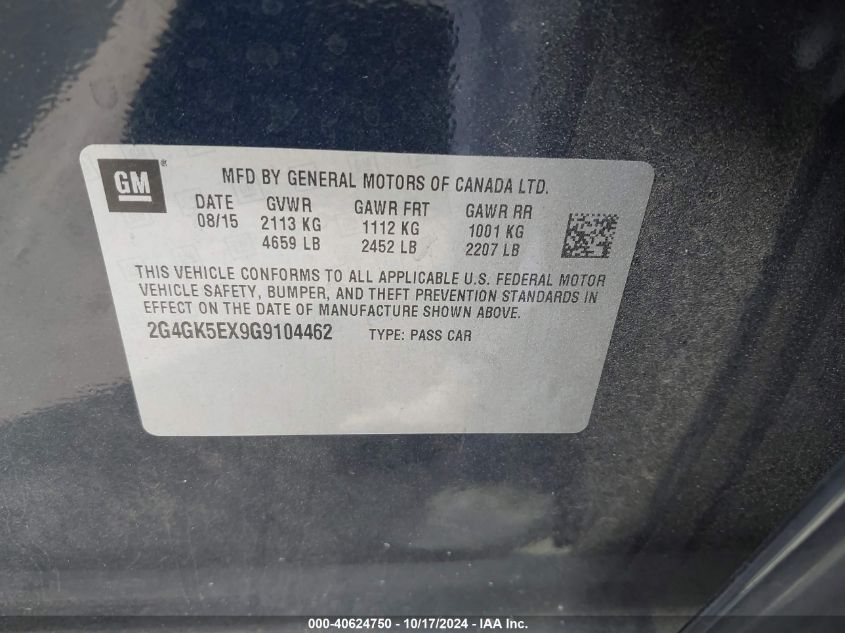 GM®
MFD BY GENERAL MOTORS OF CANADA LTD.
DATE GVWR GAWR FRT GAWR RR
08/15 2113 KG 1112 KG 1001 KG
4659 LB 2452 LB 2207 LB
THIS VEHICLE CONFORMS TO ALL APPLICABLE U.S. FEDERAL MOTOR
VEHICLE SAFETY, BUMPER, AND THEFT PREVENTION STANDARDS IN
EFFECT ON THE DATE OF MANUFACTURE SHOWN ABOVE.
2G4GK5EX9G9104462 TYPE: PASS CAR
000-40624750 - 10/17/2024 - IAA Inc.